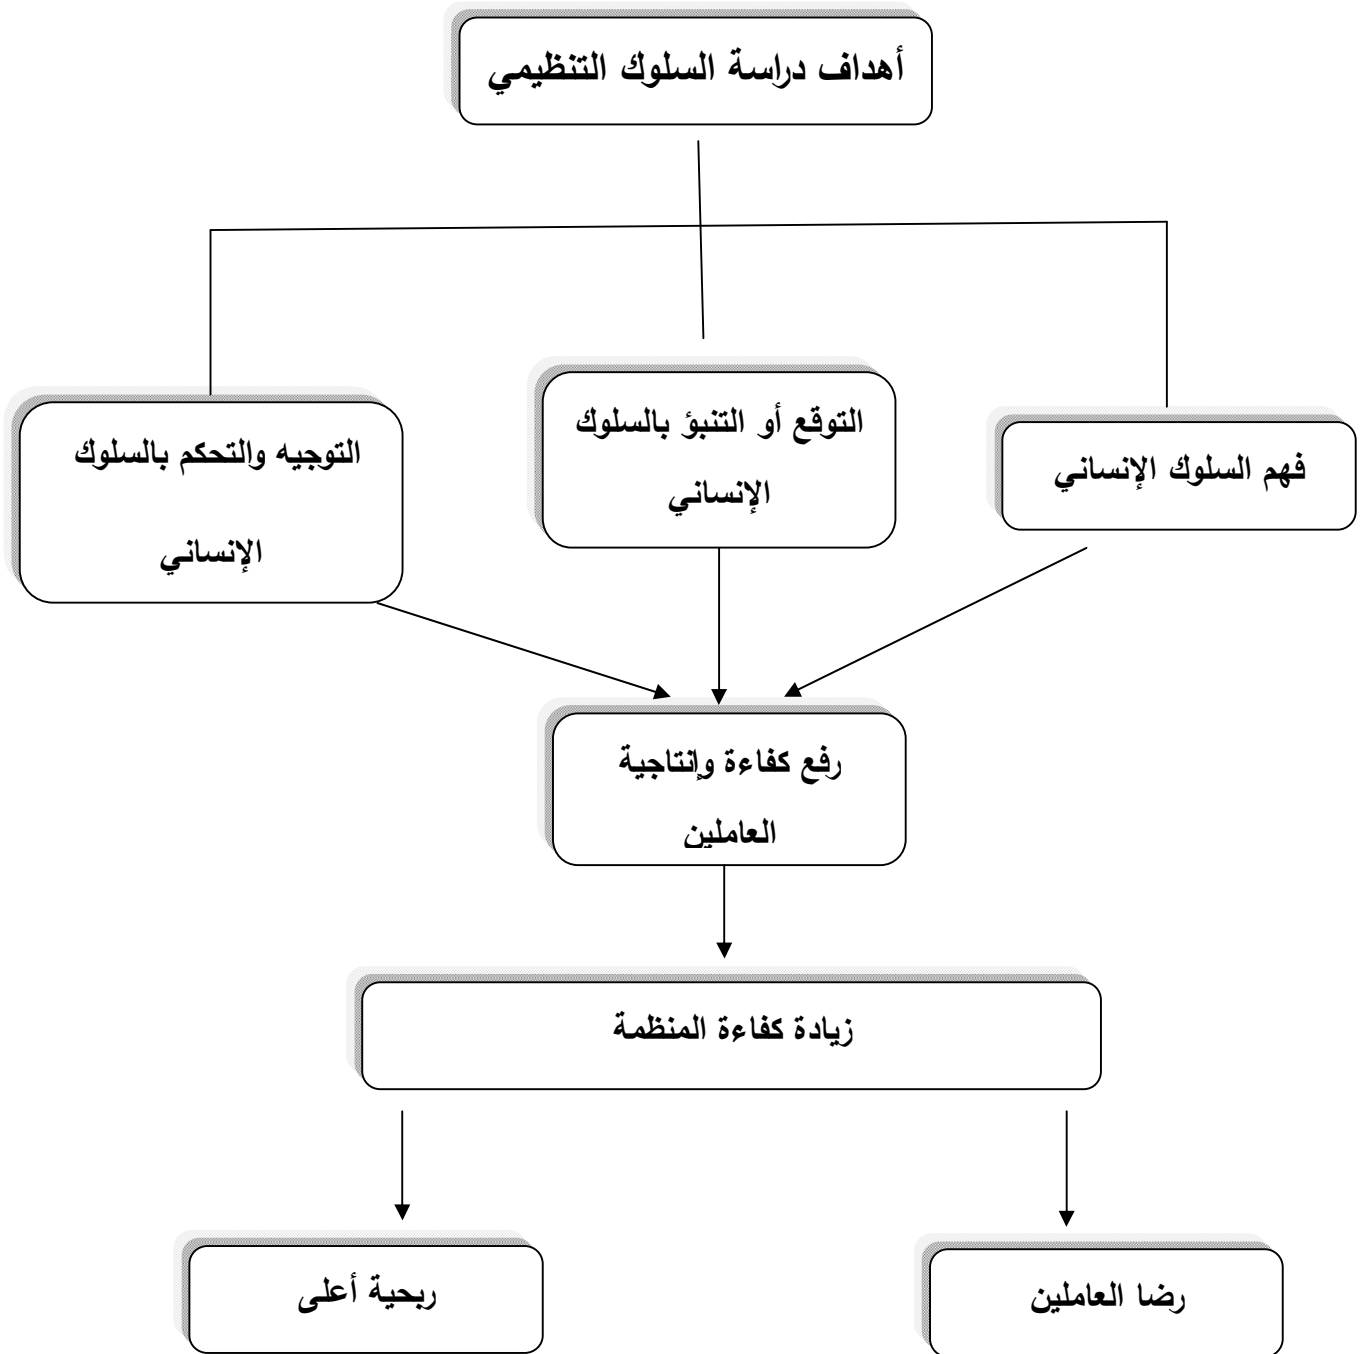 أهداف دراسة السلوك التنظيمي
فهم السلوك الإنساني
التوقع أو التنبؤ بالسلوك
الإنساني
التوجيه والتحكم بالسلوك
الإنساني
رفع كفاءة وإنتاجية
العاملين
زيادة كفاءة المنظمة
رضا العاملين
ربحية أعلى